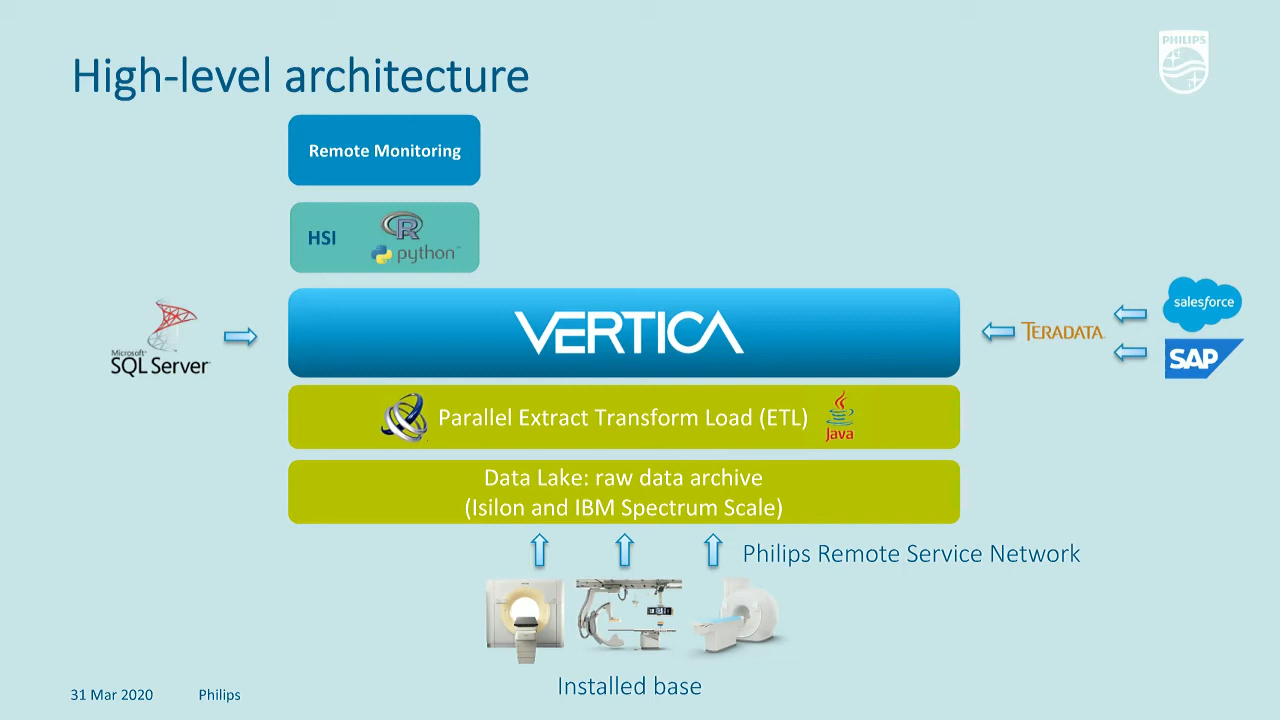 High-level architecture
PHILIPS
Remote Monitoring
HSI
R
python™
VERTICA
Microsoft®
SQL Server®
TERADATA
salesforce
SAP
Parallel Extract Transform Load (ETL)
Java
Data Lake: raw data archive
(Isilon and IBM Spectrum Scale)
Philips Remote Service Network
Installed base
31 Mar 2020
Philips